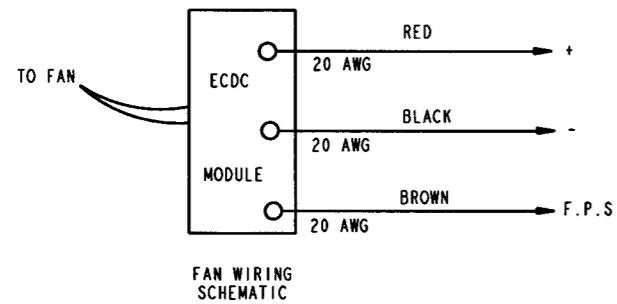 RED
+
20 AWG
TO FAN
ECDC
BLACK
-
20 AWG
MODULE
BROWN
F.P.S
20 AWG
FAN WIRING
SCHEMATIC